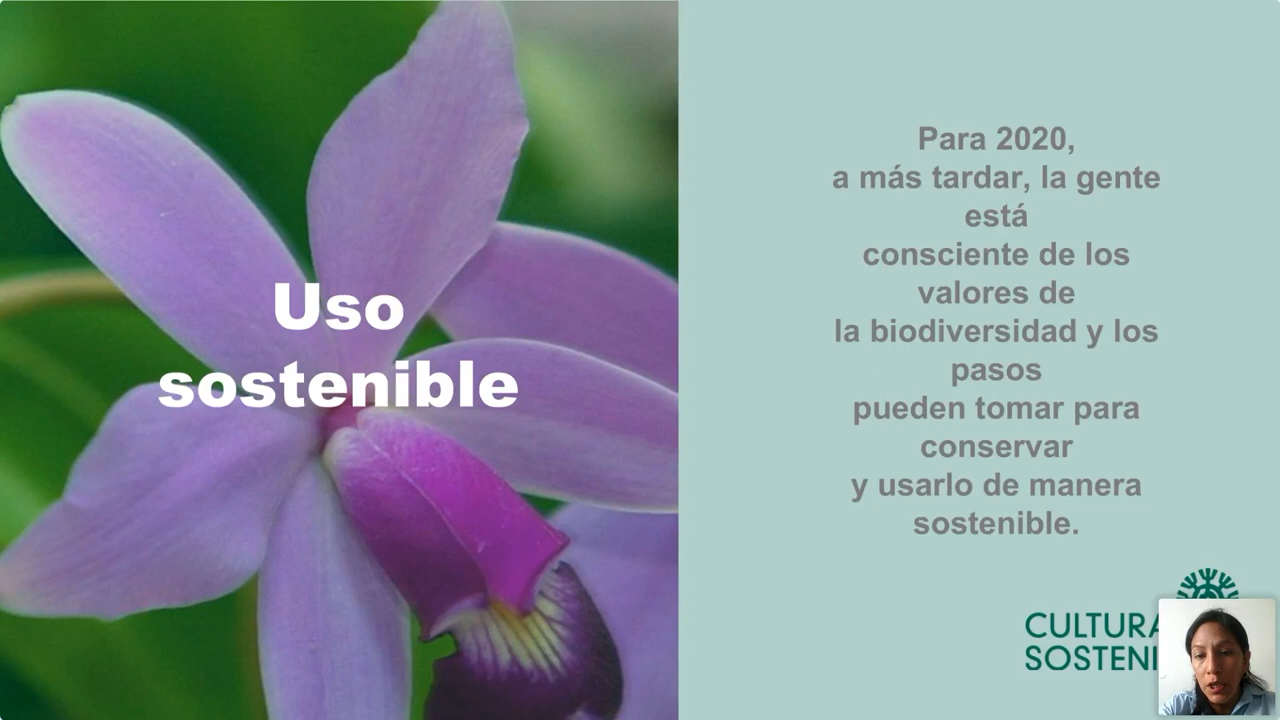 Uso
sostenible
Para 2020,
a más tardar, la gente
está
consciente de los
valores de
la biodiversidad y los
pasos
pueden tomar para
conservar
y usarlo de manera
sostenible.
CULTURA
SOSTENI